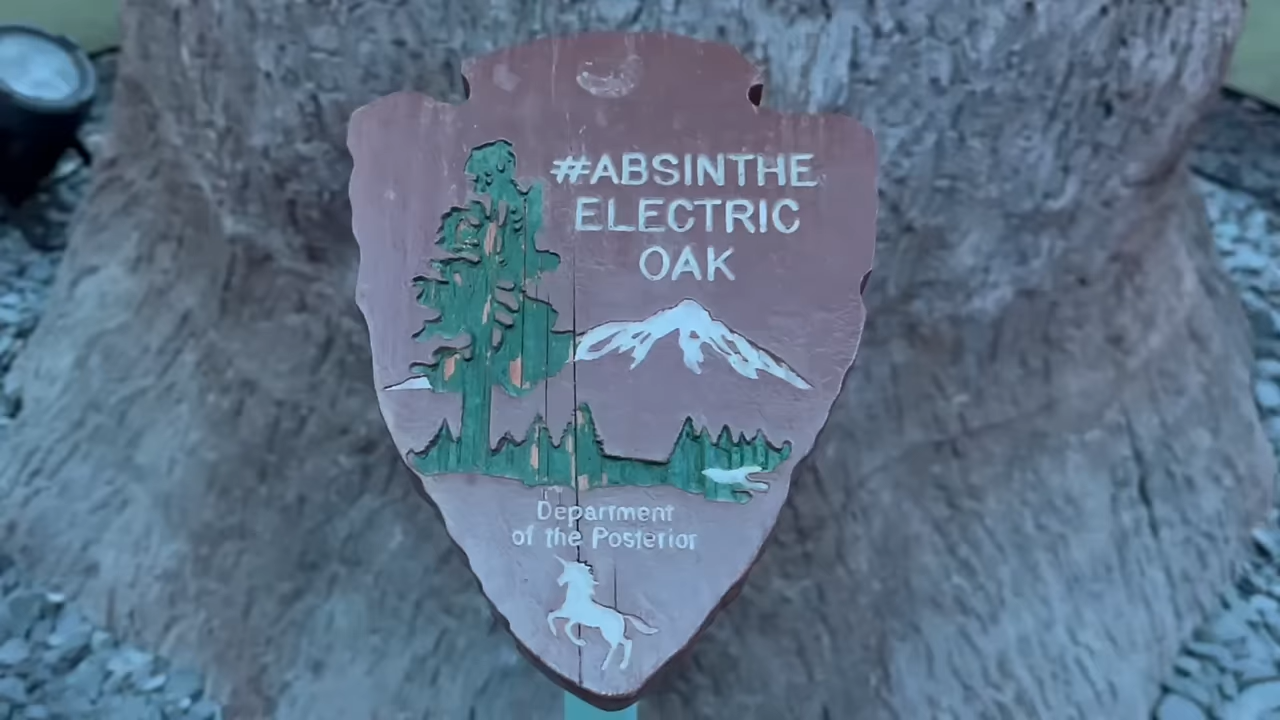 #ABSINTHE
ELECTRIC
OAK
Department
of the Posterior